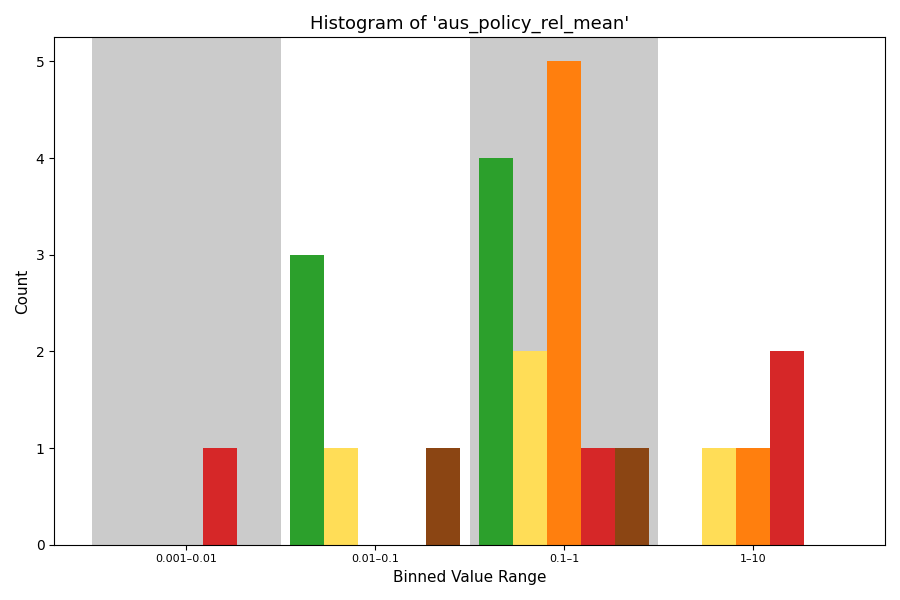 Histogram of 'aus_policy_rel_mean'
5
4
3
2
1
0
Count
0.001–0.01 0.01–0.1 0.1–1 1–10
Binned Value Range